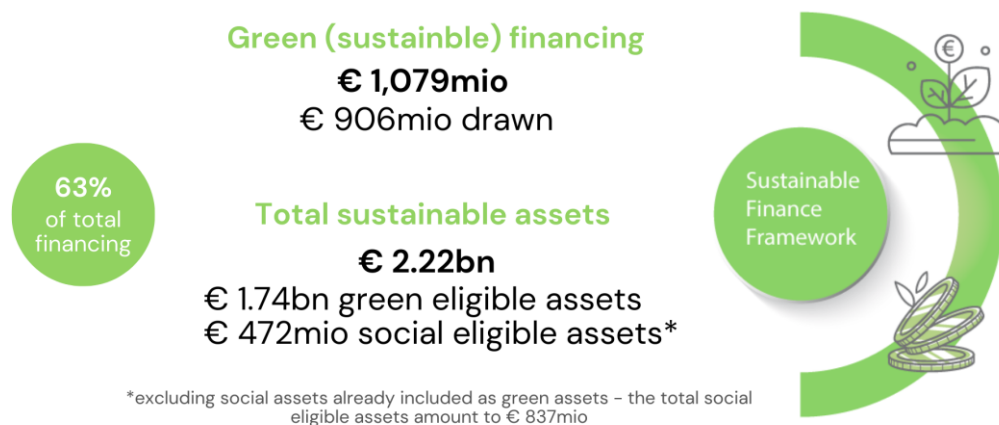 Green (sustainble) financing
€ 1,079mio
€ 906mio drawn
63%
of total
financing
Total sustainable assets
€ 2.22bn
€ 1.74bn green eligible assets
€ 472mio social eligible assets*
*excluding social assets already included as green assets - the total social
eligible assets amount to € 837mio
Sustainable
Finance
Framework
€